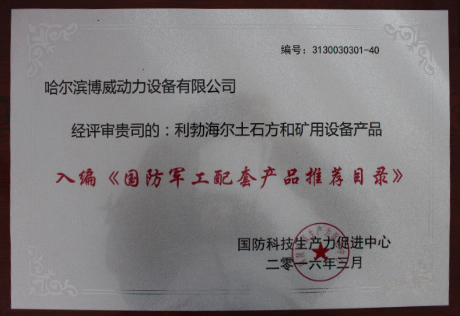 编号：3130030301-40
哈尔滨博威动力设备有限公司
经评审贵司的：利勃海尔土石方和矿用设备产品
入编《国防军工配套产品推荐目录》
国防科技生产力促进中心
二零一六年三月